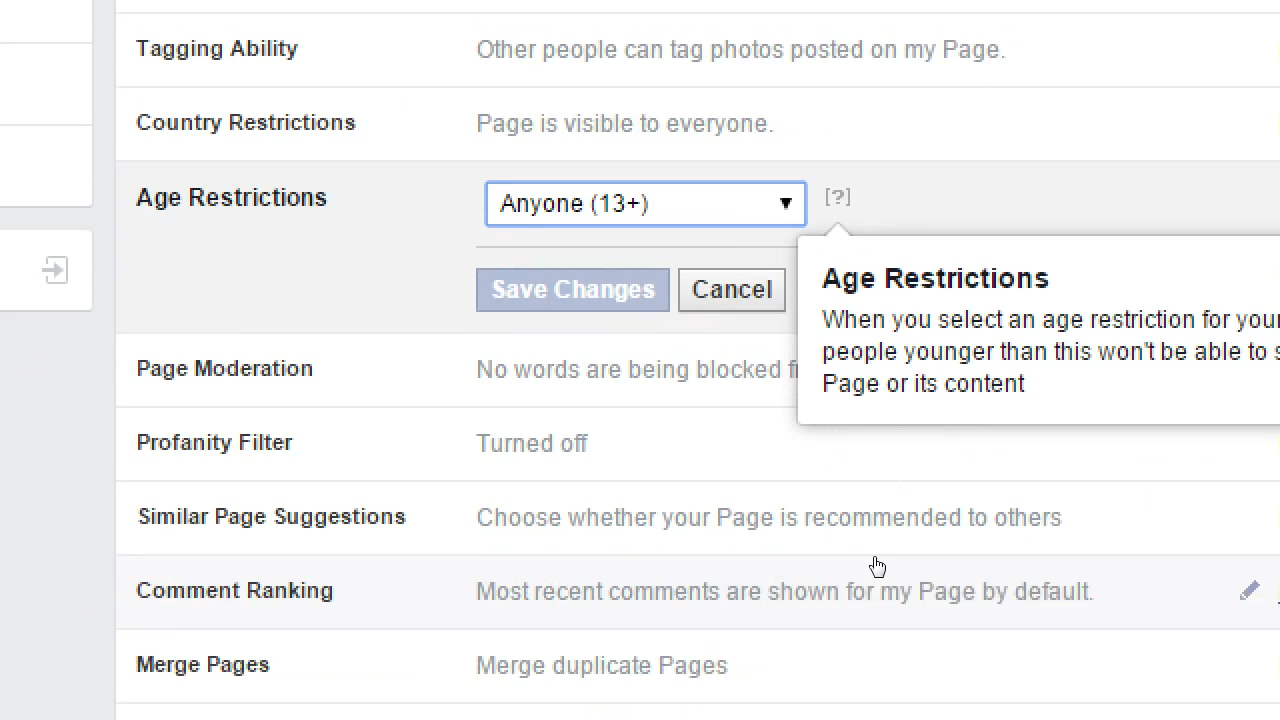 Tagging Ability
Other people can tag photos posted on my Page.
Country Restrictions
Page is visible to everyone.
Age Restrictions
Anyone (13+)
[?]
Save Changes
Cancel
Age Restrictions
When you select an age restriction for your
people younger than this won't be able to s
Page or its content
Page Moderation
No words are being blocked f
Profanity Filter
Turned off
Similar Page Suggestions
Choose whether your Page is recommended to others
Comment Ranking
Most recent comments are shown for my Page by default.
Merge Pages
Merge duplicate Pages